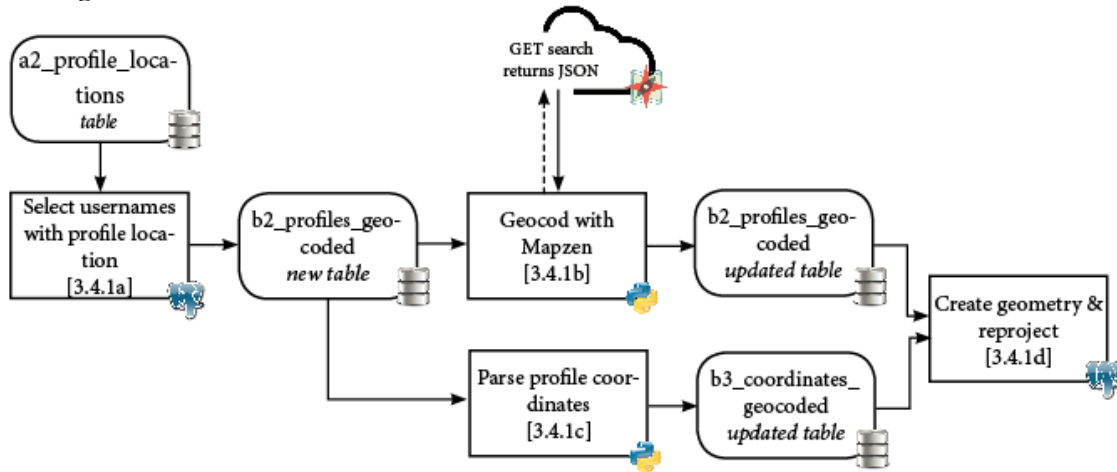 GET search
returns JSON
a2_profile_loca-
tions
table
Select usernames
with profile loca-
tion
[3.4.1a]
b2_profiles_geo-
coded
new table
Geocod with
Mapzen
[3.4.1b]
b2_profiles_geo-
coded
updated table
Create geometry &
reproject
[3.4.1d]
Parse profile coor-
dinates
[3.4.1c]
b3_coordinates_
geocoded
updated table